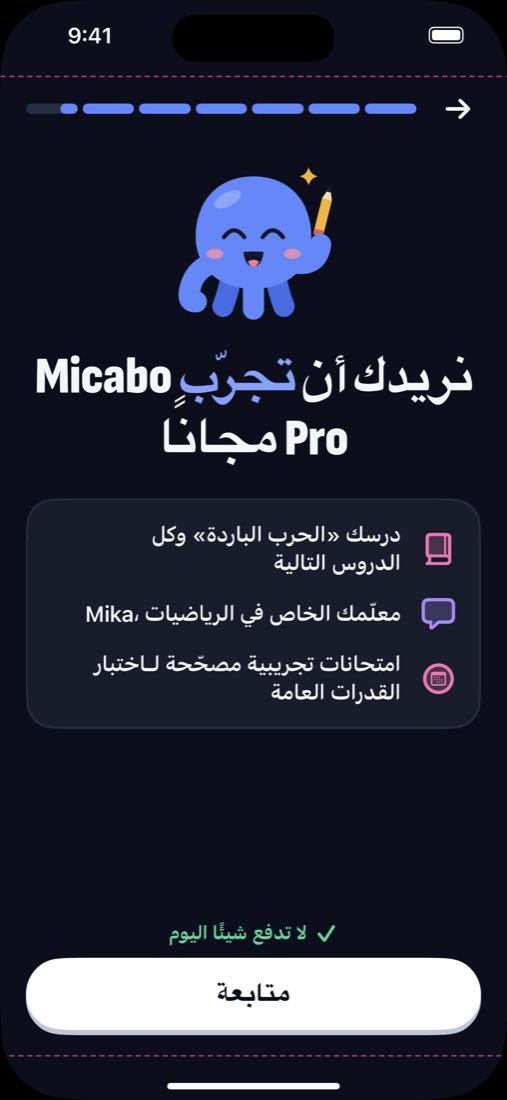 9:41
نريدك أن تجرّبٍ Micabo
Pro مجانًا
درسك «الحرب الباردة» وكل
الدروس التالية
معلّمك الخاص في الرياضيات ،Mika
امتحانات تجريبية مصحّحة لـاختبار
القدرات العامة
لا تدفع شيئًا اليوم
متابعة